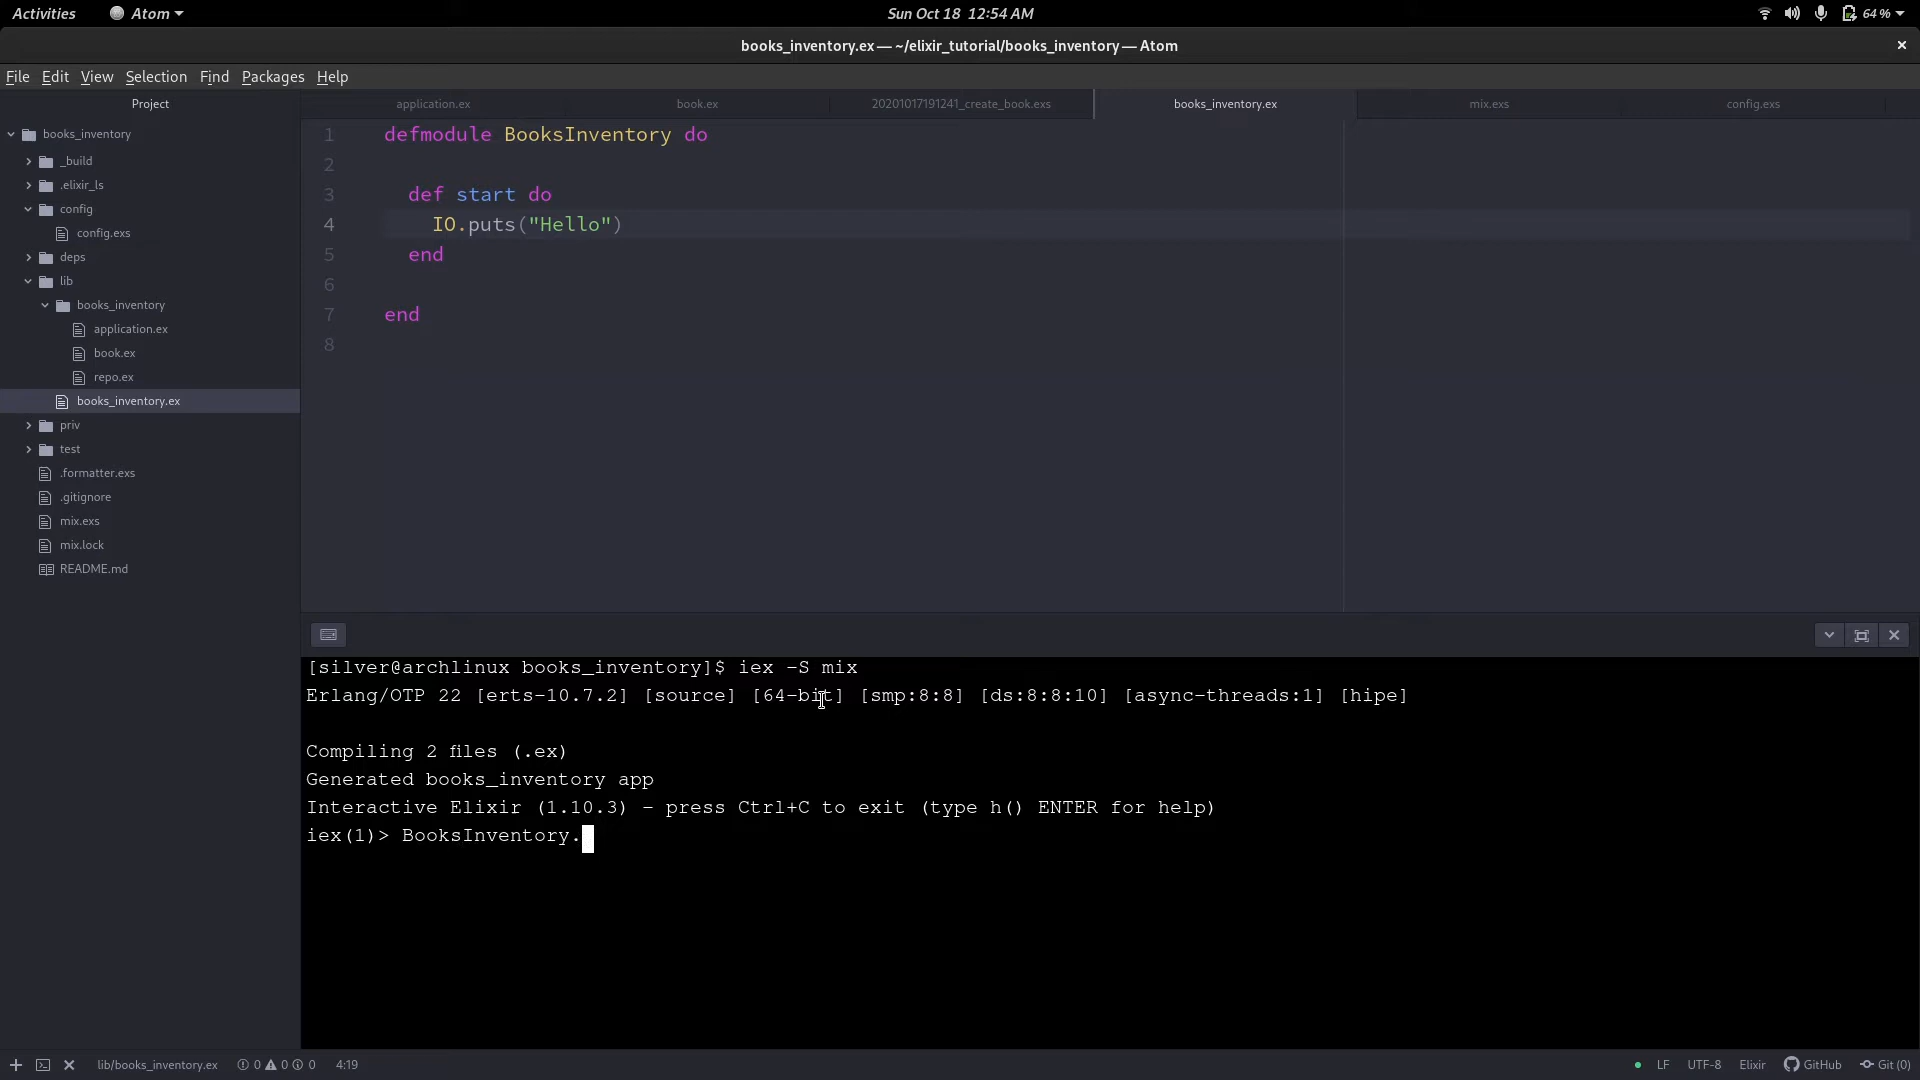 Activities
Atom
Sun Oct 18 12:54 AM
64 %
books_inventory.ex — ~/elixir_tutorial/books_inventory — Atom
File Edit View Selection Find Packages Help
Project
application.ex
book.ex
20201017191241_create_book.exs
books_inventory.ex
mix.exs
config.exs
books_inventory
_build
.elixir_ls
config
config.exs
deps
lib
books_inventory
application.ex
book.ex
repo.ex
books_inventory.ex
priv
test
.formatter.exs
.gitignore
mix.exs
mix.lock
README.md
1 defmodule BooksInventory do
2
3 def start do
4 IO.puts("Hello")
5 end
6
7 end
8
[silver@archlinux books_inventory]$ iex -S mix
Erlang/OTP 22 [erts-10.7.2] [source] [64-bit] [smp:8:8] [ds:8:8:10] [async-threads:1] [hipe]
Compiling 2 files (.ex)
Generated books_inventory app
Interactive Elixir (1.10.3) - press Ctrl+C to exit (type h() ENTER for help)
iex(1)> BooksInventory.
lib/books_inventory.ex 0 0 0 4:19
LF UTF-8 Elixir GitHub Git (0)